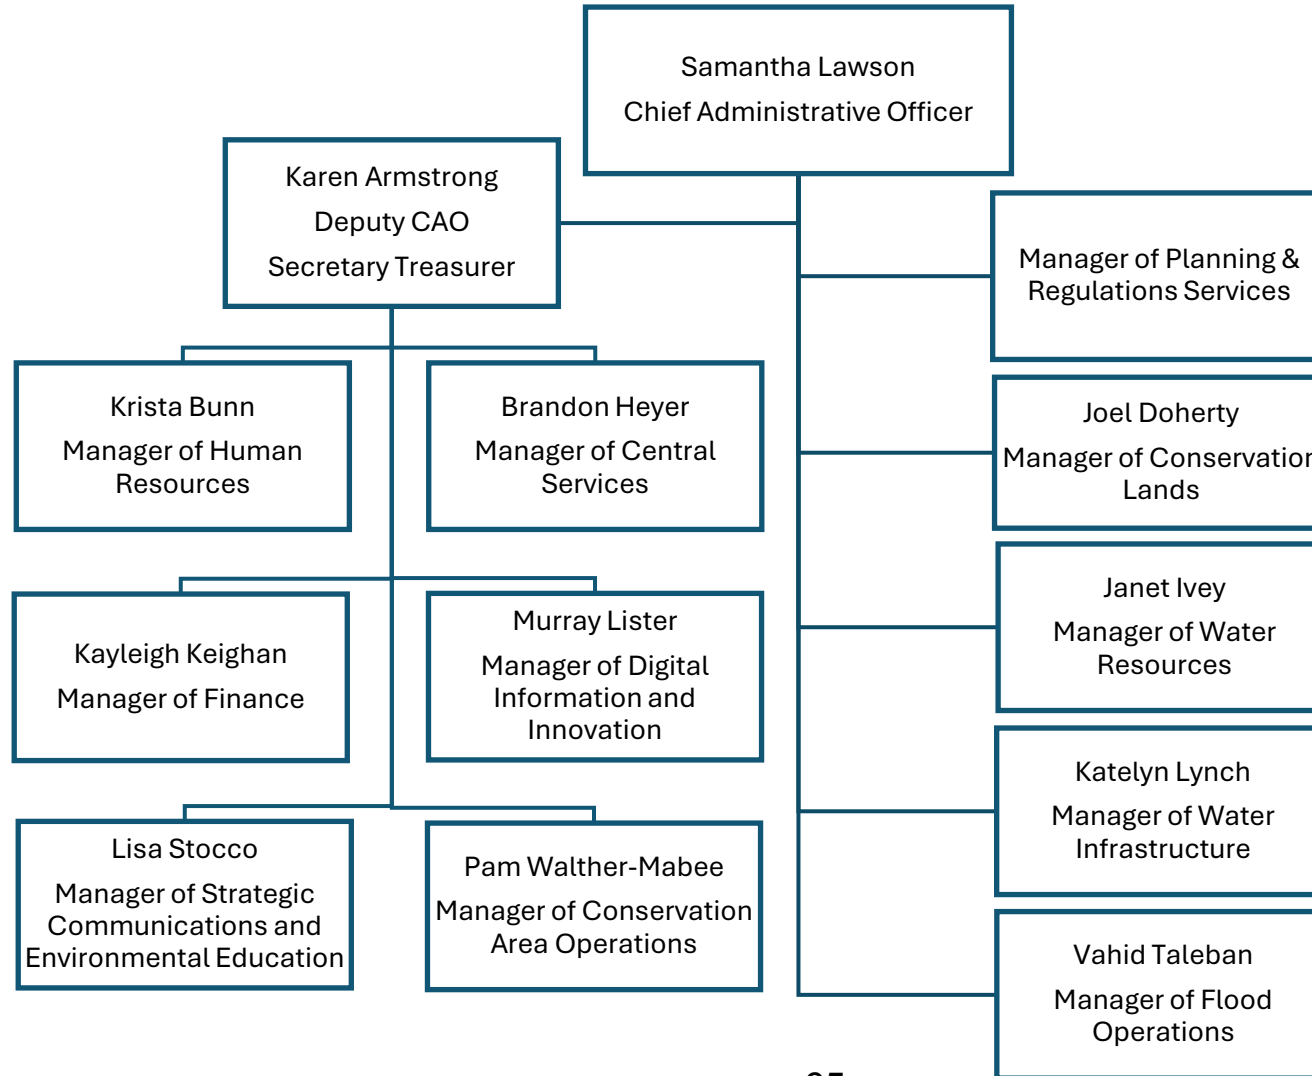 Samantha Lawson
Chief Administrative Officer
Karen Armstrong
Deputy CAO
Secretary Treasurer
Manager of Planning &
Regulations Services
Krista Bunn
Manager of Human
Resources
Brandon Heyer
Manager of Central
Services
Joel Doherty
Manager of Conservation
Lands
Kayleigh Keighan
Manager of Finance
Murray Lister
Manager of Digital
Information and
Innovation
Janet Ivey
Manager of Water
Resources
Katelyn Lynch
Manager of Water
Infrastructure
Lisa Stocco
Manager of Strategic
Communications and
Environmental Education
Pam Walther-Mabee
Manager of Conservation
Area Operations
Vahid Taleban
Manager of Flood
Operations